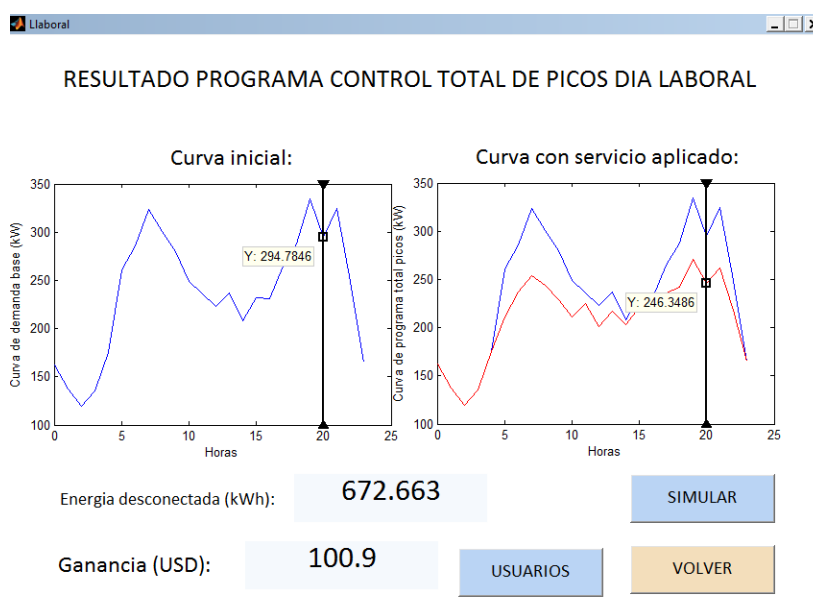 Llaboral
RESULTADO PROGRAMA CONTROL TOTAL DE PICOS DIA LABORAL
Curva inicial:
Curva de demanda base (kW)
350
300
250
200
150
100
0 5 10 15 20 25
Horas
Y: 294.7846
Curva con servicio aplicado:
Curva de programa total picos (kW)
350
300
250
200
150
100
0 5 10 15 20 25
Horas
Y: 246.3486
Energia desconectada (kWh): 672.663
SIMULAR
Ganancia (USD): 100.9
USUARIOS
VOLVER